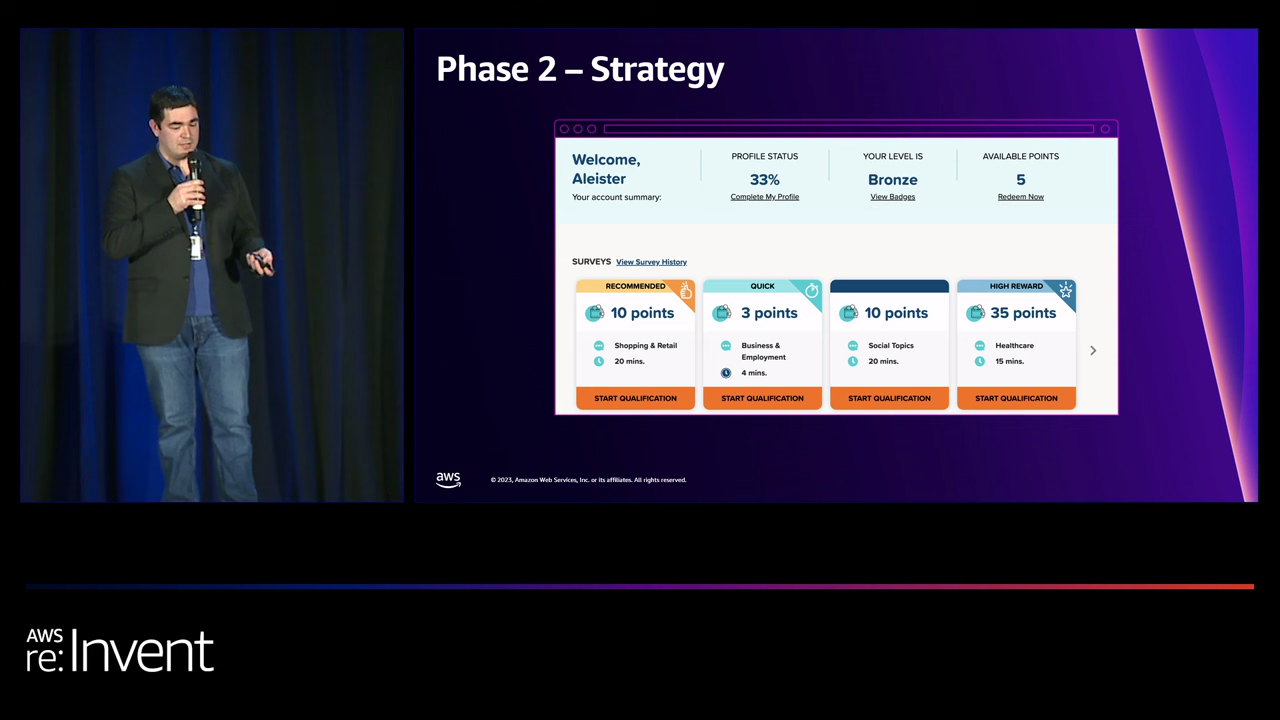 Phase 2 – Strategy
Welcome,
Aleister
Your account summary:
PROFILE STATUS
33%
Complete My Profile
YOUR LEVEL IS
Bronze
View Badges
AVAILABLE POINTS
5
Redeem Now
SURVEYS View Survey History
RECOMMENDED
10 points
Shopping & Retail
20 mins.
START QUALIFICATION
QUICK
3 points
Business &
Employment
4 mins.
START QUALIFICATION
10 points
Social Topics
20 mins.
START QUALIFICATION
HIGH REWARD
35 points
Healthcare
15 mins.
START QUALIFICATION
aws
© 2023, Amazon Web Services, Inc. or its affiliates. All rights reserved.
AWS
re:Invent